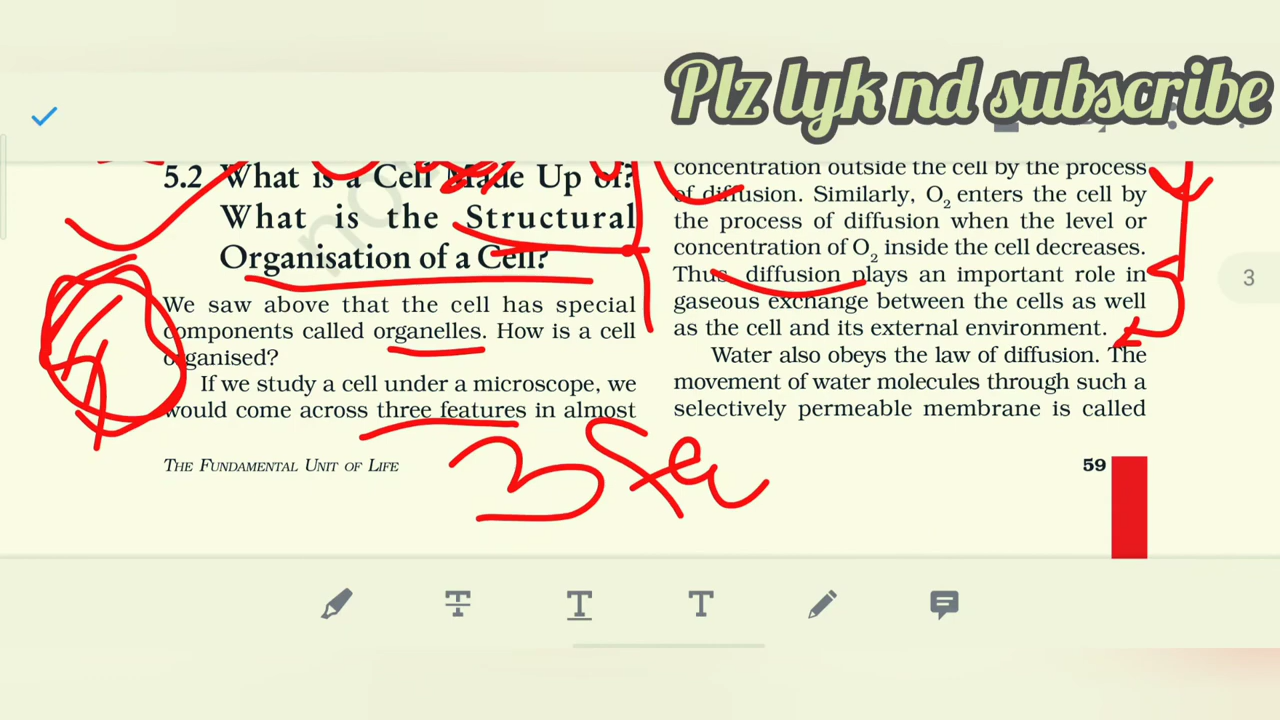 Plz lyk nd subscribe
5.2 What is a Cell Made Up of?
What is the Structural
Organisation of a Cell?
We saw above that the cell has special
components called organelles. How is a cell
organised?
If we study a cell under a microscope, we
would come across three features in almost
THE FUNDAMENTAL UNIT OF LIFE
concentration outside the cell by the process
of diffusion. Similarly, O₂ enters the cell by
the process of diffusion when the level or
concentration of O₂ inside the cell decreases.
Thus, diffusion plays an important role in
gaseous exchange between the cells as well
as the cell and its external environment.
Water also obeys the law of diffusion. The
movement of water molecules through such a
selectively permeable membrane is called
59
3
3
T
T
T